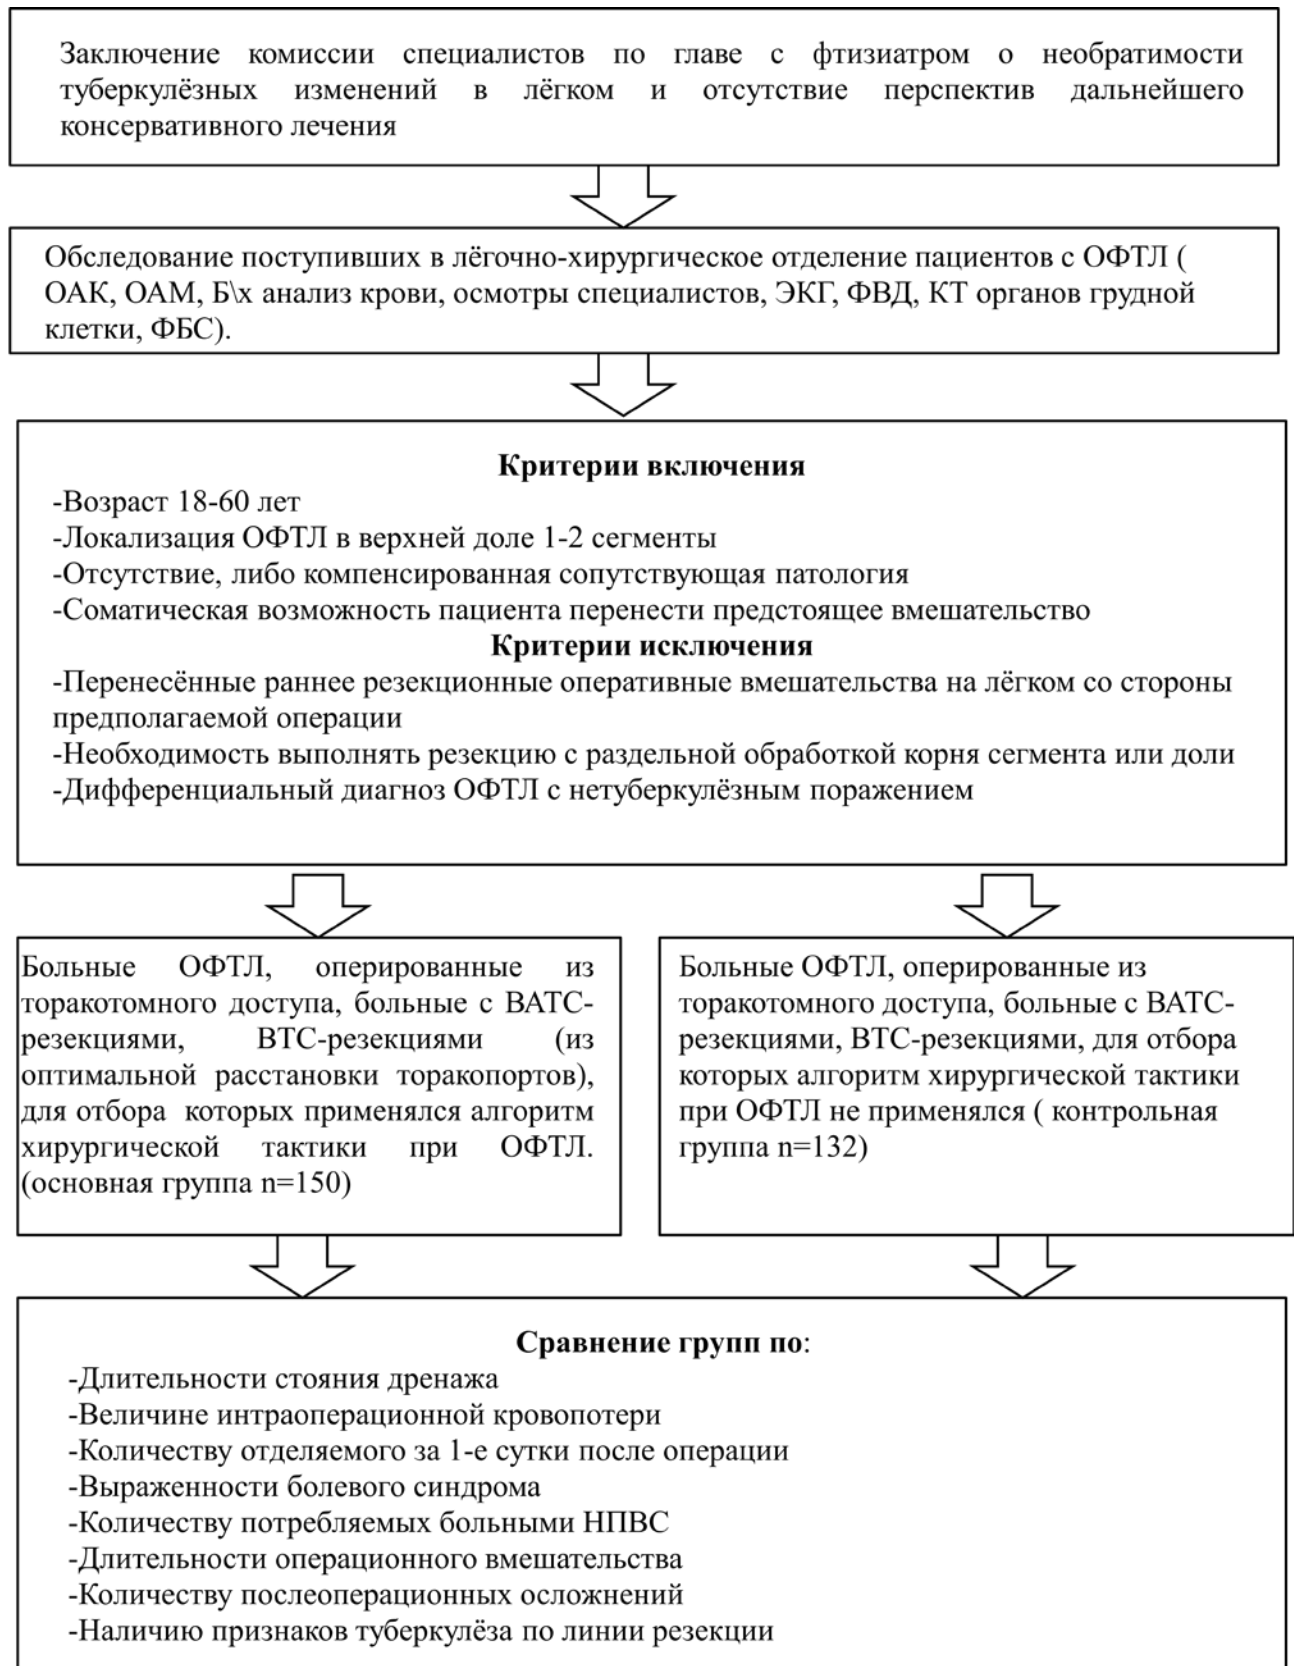 Заключение комиссии специалистов по главе с фтизиатром о необратимости
туберкулёзных изменений в лёгком и отсутствие перспектив дальнейшего
консервативного лечения
Обследование поступивших в лёгочно-хирургическое отделение пациентов с ОФТЛ (
ОАК, ОАМ, Б\х анализ крови, осмотры специалистов, ЭКГ, ФВД, КТ органов грудной
клетки, ФБС).
Критерии включения
-Возраст 18-60 лет
-Локализация ОФТЛ в верхней доле 1-2 сегменты
-Отсутствие, либо компенсированная сопутствующая патология
-Соматическая возможность пациента перенести предстоящее вмешательство
Критерии исключения
-Перенесённые раннее резекционные оперативные вмешательства на лёгком со стороны
предполагаемой операции
-Необходимость выполнять резекцию с раздельной обработкой корня сегмента или доли
-Дифференциальный диагноз ОФТЛ с нетуберкулёзным поражением
Больные ОФТЛ, оперированные из
торакотомного доступа, больные с ВАТС-
резекциями, ВТС-резекциями (из
оптимальной расстановки торакопортов),
для отбора которых применялся алгоритм
хирургической тактики при ОФТЛ.
(основная группа n=150)
Больные ОФТЛ, оперированные из
торакотомного доступа, больные с ВАТС-
резекциями, ВТС-резекциями, для отбора
которых алгоритм хирургической тактики
при ОФТЛ не применялся ( контрольная
группа n=132)
Сравнение групп по:
-Длительности стояния дренажа
-Величине интраоперационной кровопотери
-Количеству отделяемого за 1-е сутки после операции
-Выраженности болевого синдрома
-Количеству потребляемых больными НПВС
-Длительности операционного вмешательства
-Количеству послеоперационных осложнений
-Наличию признаков туберкулёза по линии резекции